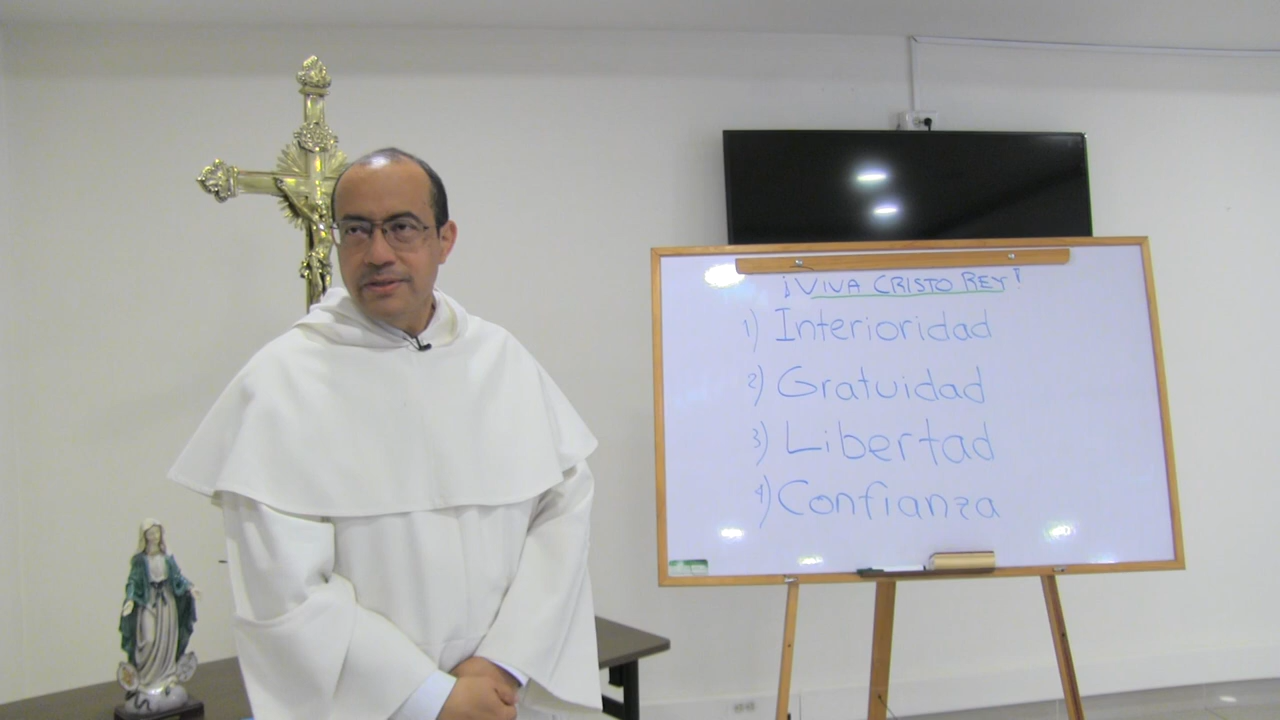 ¡VIVA CRISTO REY!
1) Interioridad
2) Gratuidad
3) Libertad
4) Confianza